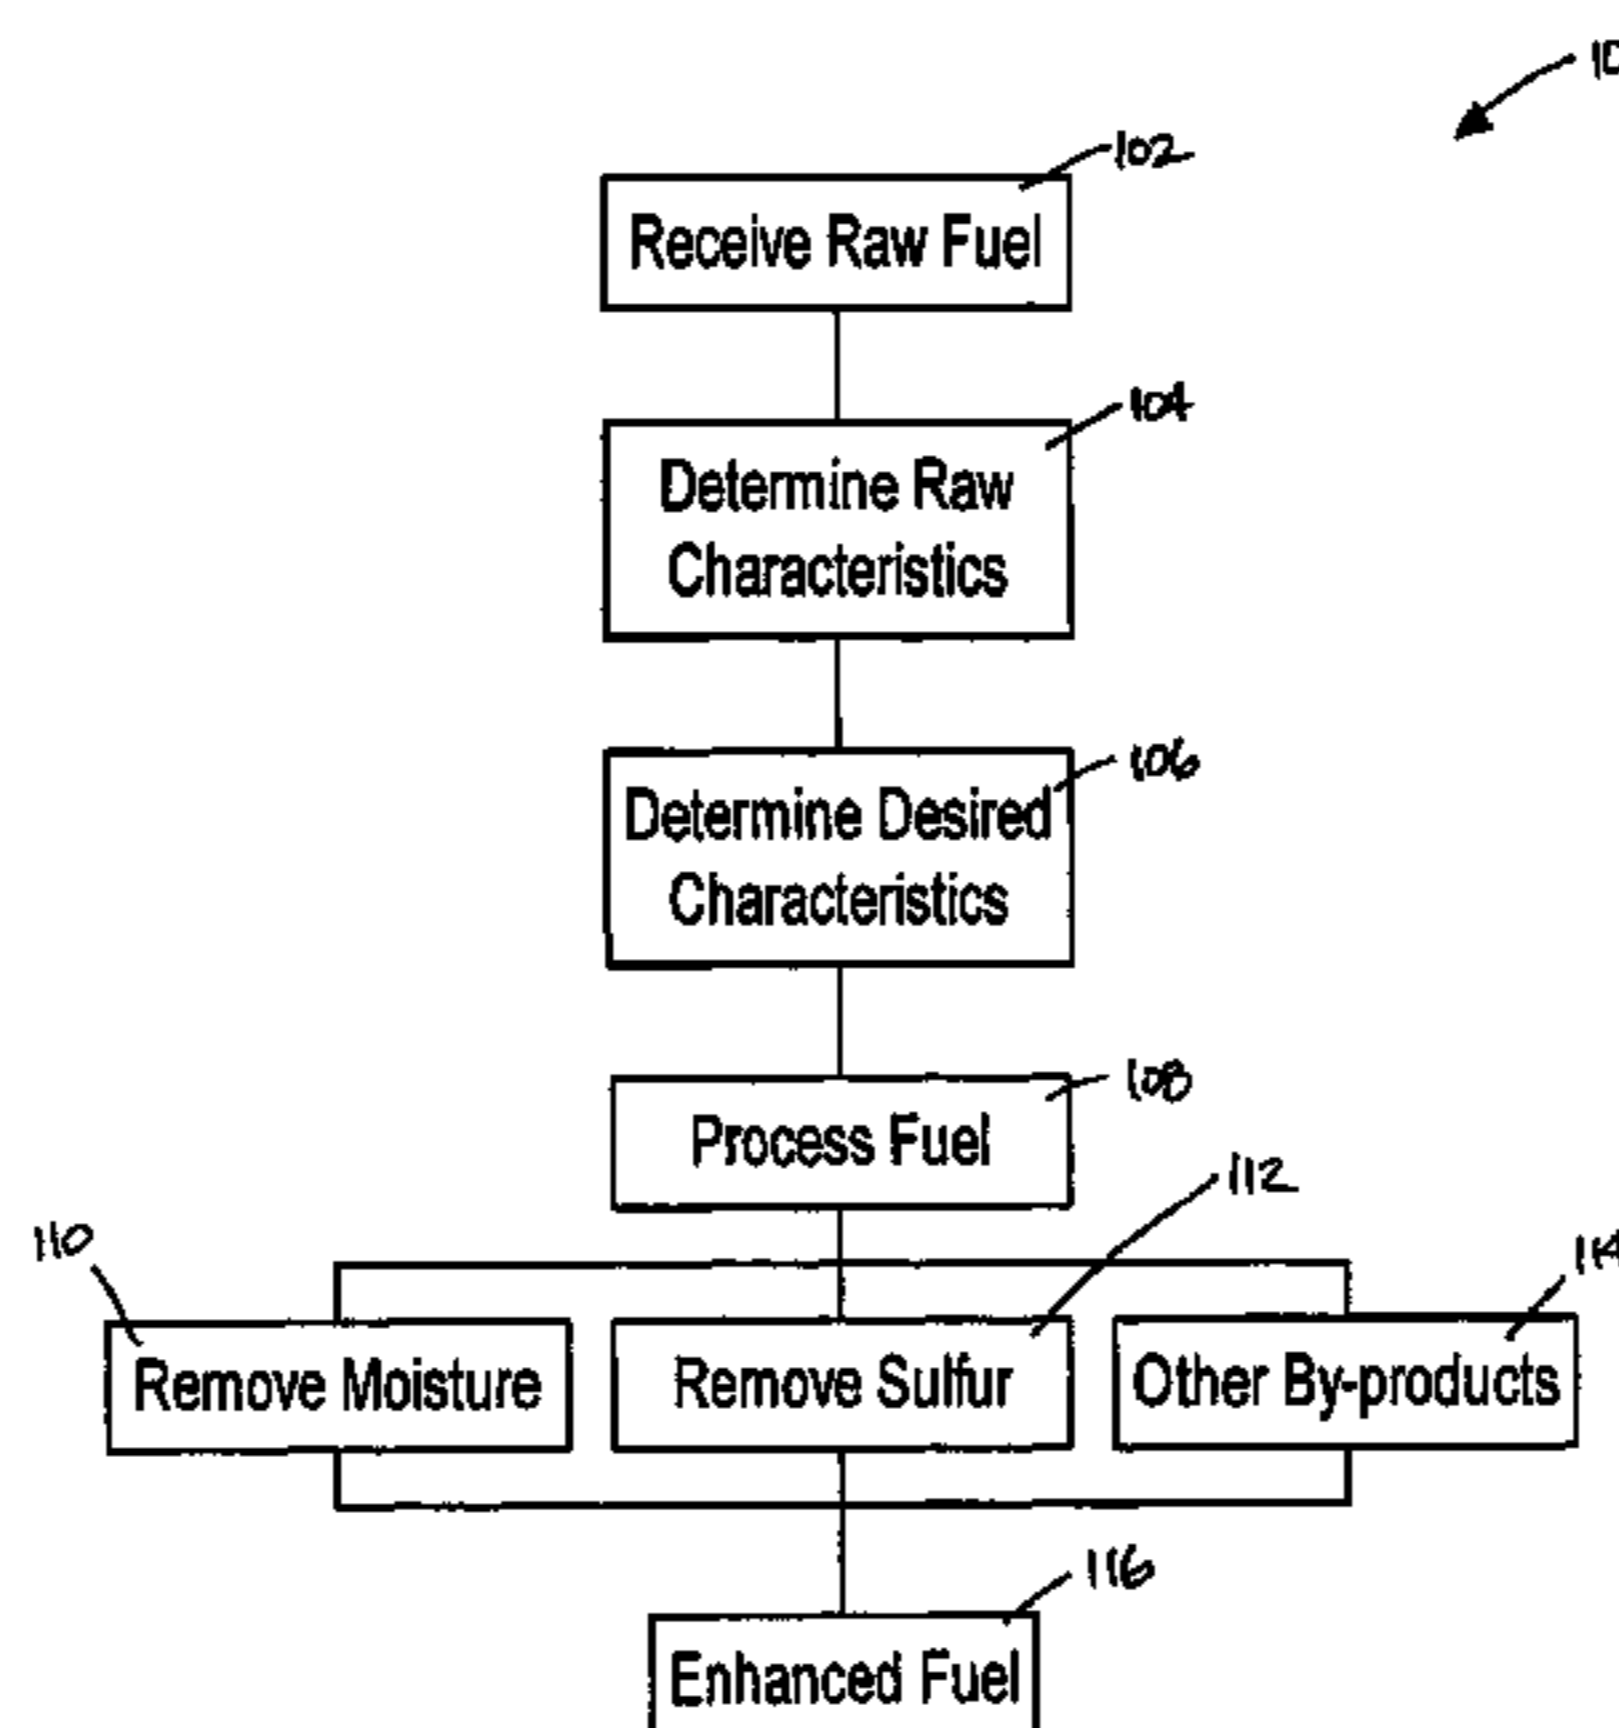 102
Receive Raw Fuel
104
Determine Raw
Characteristics
106
Determine Desired
Characteristics
108
Process Fuel
112
110
114
Remove Moisture
Remove Sulfur
Other By-products
116
Enhanced Fuel